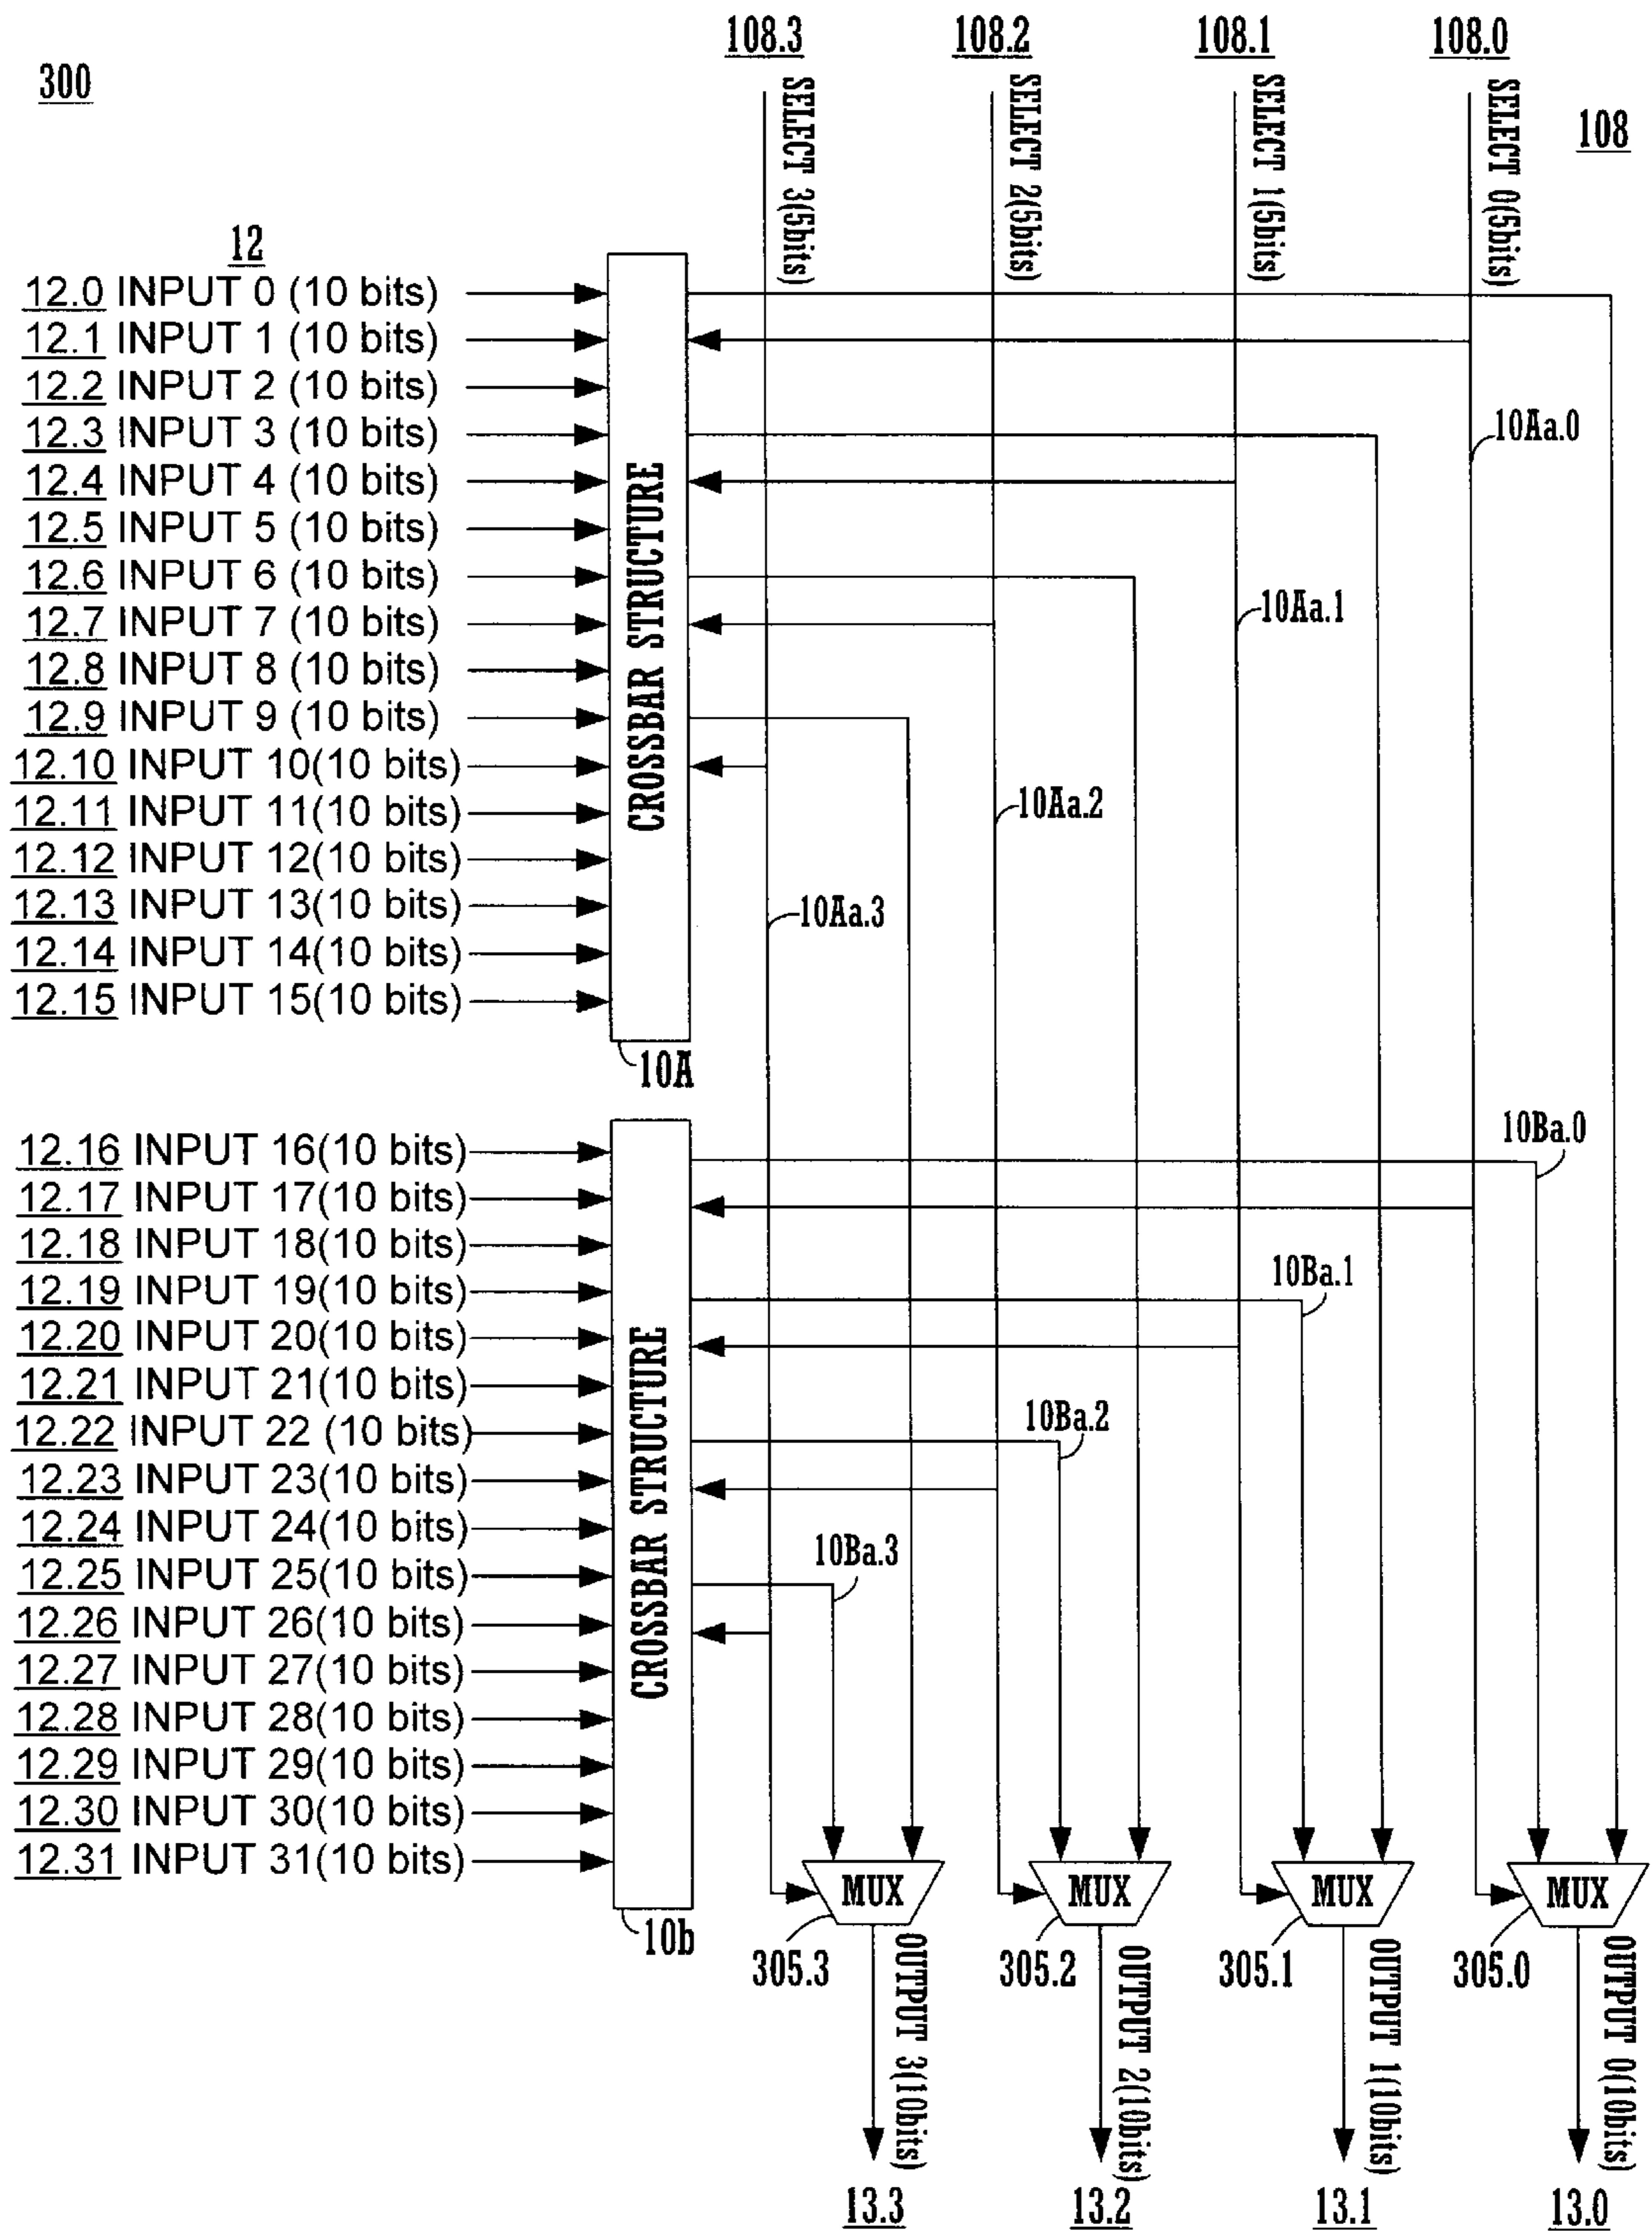 300
108.3
108.2
108.1
108.0
108
SELECT 3(5bits)
SELECT 2(5bits)
SELECT 1(5bits)
SELECT 0(5bits)
12
12.0 INPUT 0 (10 bits)
12.1 INPUT 1 (10 bits)
12.2 INPUT 2 (10 bits)
12.3 INPUT 3 (10 bits)
12.4 INPUT 4 (10 bits)
12.5 INPUT 5 (10 bits)
12.6 INPUT 6 (10 bits)
12.7 INPUT 7 (10 bits)
12.8 INPUT 8 (10 bits)
12.9 INPUT 9 (10 bits)
12.10 INPUT 10(10 bits)
12.11 INPUT 11(10 bits)
12.12 INPUT 12(10 bits)
12.13 INPUT 13(10 bits)
12.14 INPUT 14(10 bits)
12.15 INPUT 15(10 bits)
CROSSBAR STRUCTURE
10A
10Aa.0
10Aa.1
10Aa.2
10Aa.3
12.16 INPUT 16(10 bits)
12.17 INPUT 17(10 bits)
12.18 INPUT 18(10 bits)
12.19 INPUT 19(10 bits)
12.20 INPUT 20(10 bits)
12.21 INPUT 21(10 bits)
12.22 INPUT 22 (10 bits)
12.23 INPUT 23(10 bits)
12.24 INPUT 24(10 bits)
12.25 INPUT 25(10 bits)
12.26 INPUT 26(10 bits)
12.27 INPUT 27(10 bits)
12.28 INPUT 28(10 bits)
12.29 INPUT 29(10 bits)
12.30 INPUT 30(10 bits)
12.31 INPUT 31(10 bits)
CROSSBAR STRUCTURE
10b
10Ba.0
10Ba.1
10Ba.2
10Ba.3
MUX
MUX
MUX
MUX
305.3
305.2
305.1
305.0
OUTPUT 3(10bits)
OUTPUT 2(10bits)
OUTPUT 1(10bits)
OUTPUT 0(10bits)
13.3
13.2
13.1
13.0